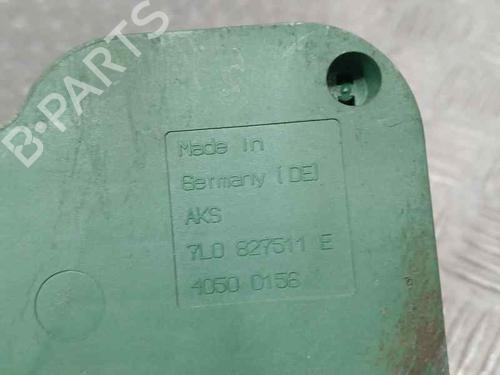 B-PARTS
Made in
Germany (DE)
AKS
7L0 827511 E
4050 0156